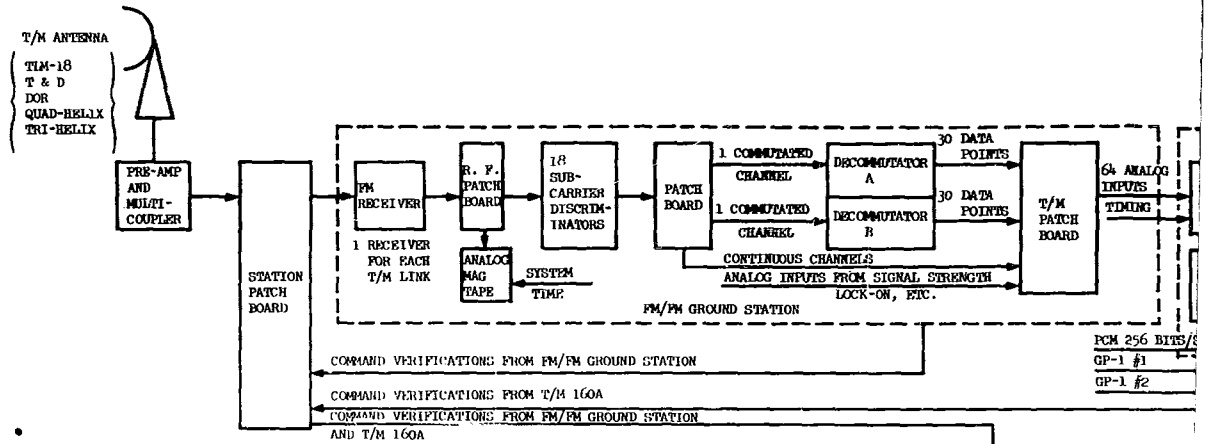 T/M ANTENNA
TIM-18
T & D
DOR
QUAD-HELIX
TRI-HELIX
PRE-AMP
AND
MULTI-
COUPLER
STATION
PATCH
BOARD
FM
RECEIVER
1 RECEIVER
FOR EACH
T/M LINK
R. F.
PATCH
BOARD
ANALOG
MAG
TAPE
SYSTEM
TIME
18
SUB-
CARRIER
DISCRIM-
INATORS
PATCH
BOARD
1 COMMUTATED
CHANNEL
1 COMMUTATED
CHANNEL
DECOMMUTATOR
A
DECOMMUTATOR
B
30 DATA
POINTS
30 DATA
POINTS
T/M
PATCH
BOARD
CONTINUOUS CHANNELS
ANALOG INPUTS FROM SIGNAL STRENGTH
LOCK-ON, ETC.
FM/FM GROUND STATION
64 ANALOG
INPUTS
TIMING
PCM 256 BITS/S
GP-1 #1
GP-1 #2
COMMAND VERIFICATIONS FROM FM/FM GROUND STATION
COMMAND VERIFICATIONS FROM T/M 160A
COMMAND VERIFICATIONS FROM FM/FM GROUND STATION
AND T/M 160A